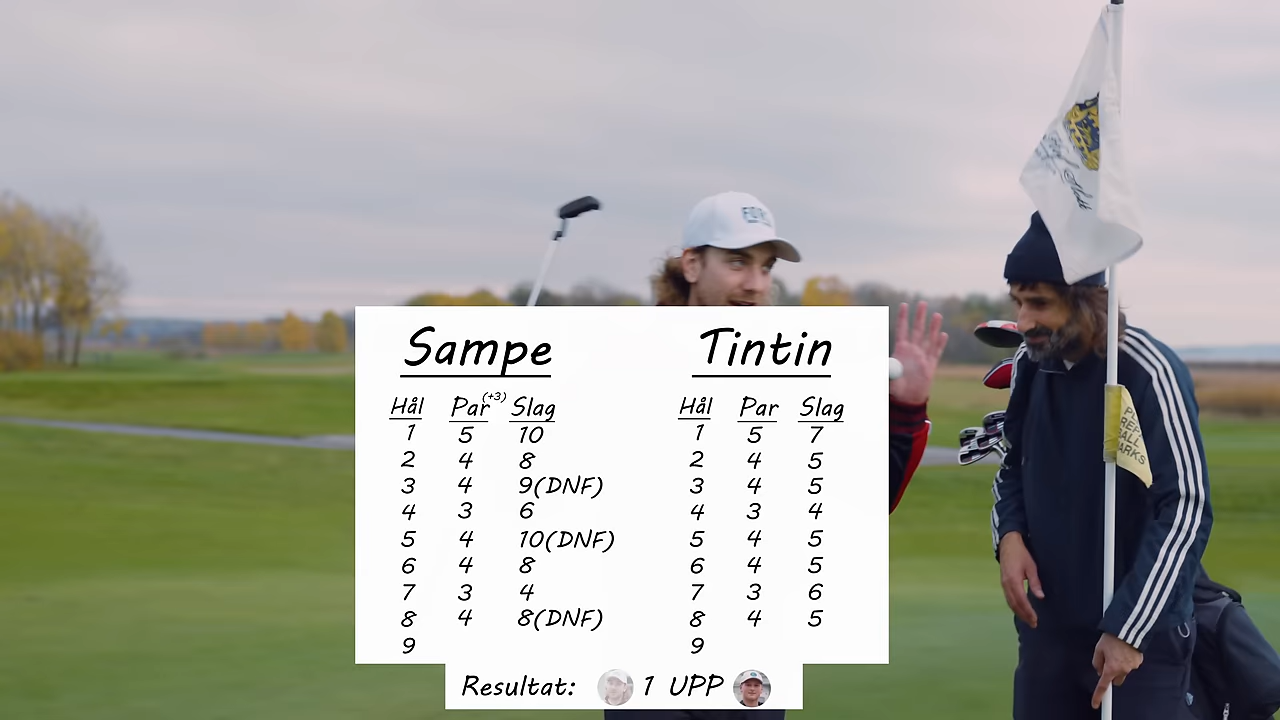 Sampe
Hål Par(+3) Slag
1 5 10
2 4 8
3 4 9(DNF)
4 3 6
5 4 10(DNF)
6 4 8
7 3 4
8 4 8(DNF)
9
Tintin
Hål Par Slag
1 5 7
2 4 5
3 4 5
4 3 4
5 4 5
6 4 5
7 3 6
8 4 5
9
Resultat: 1 UPP